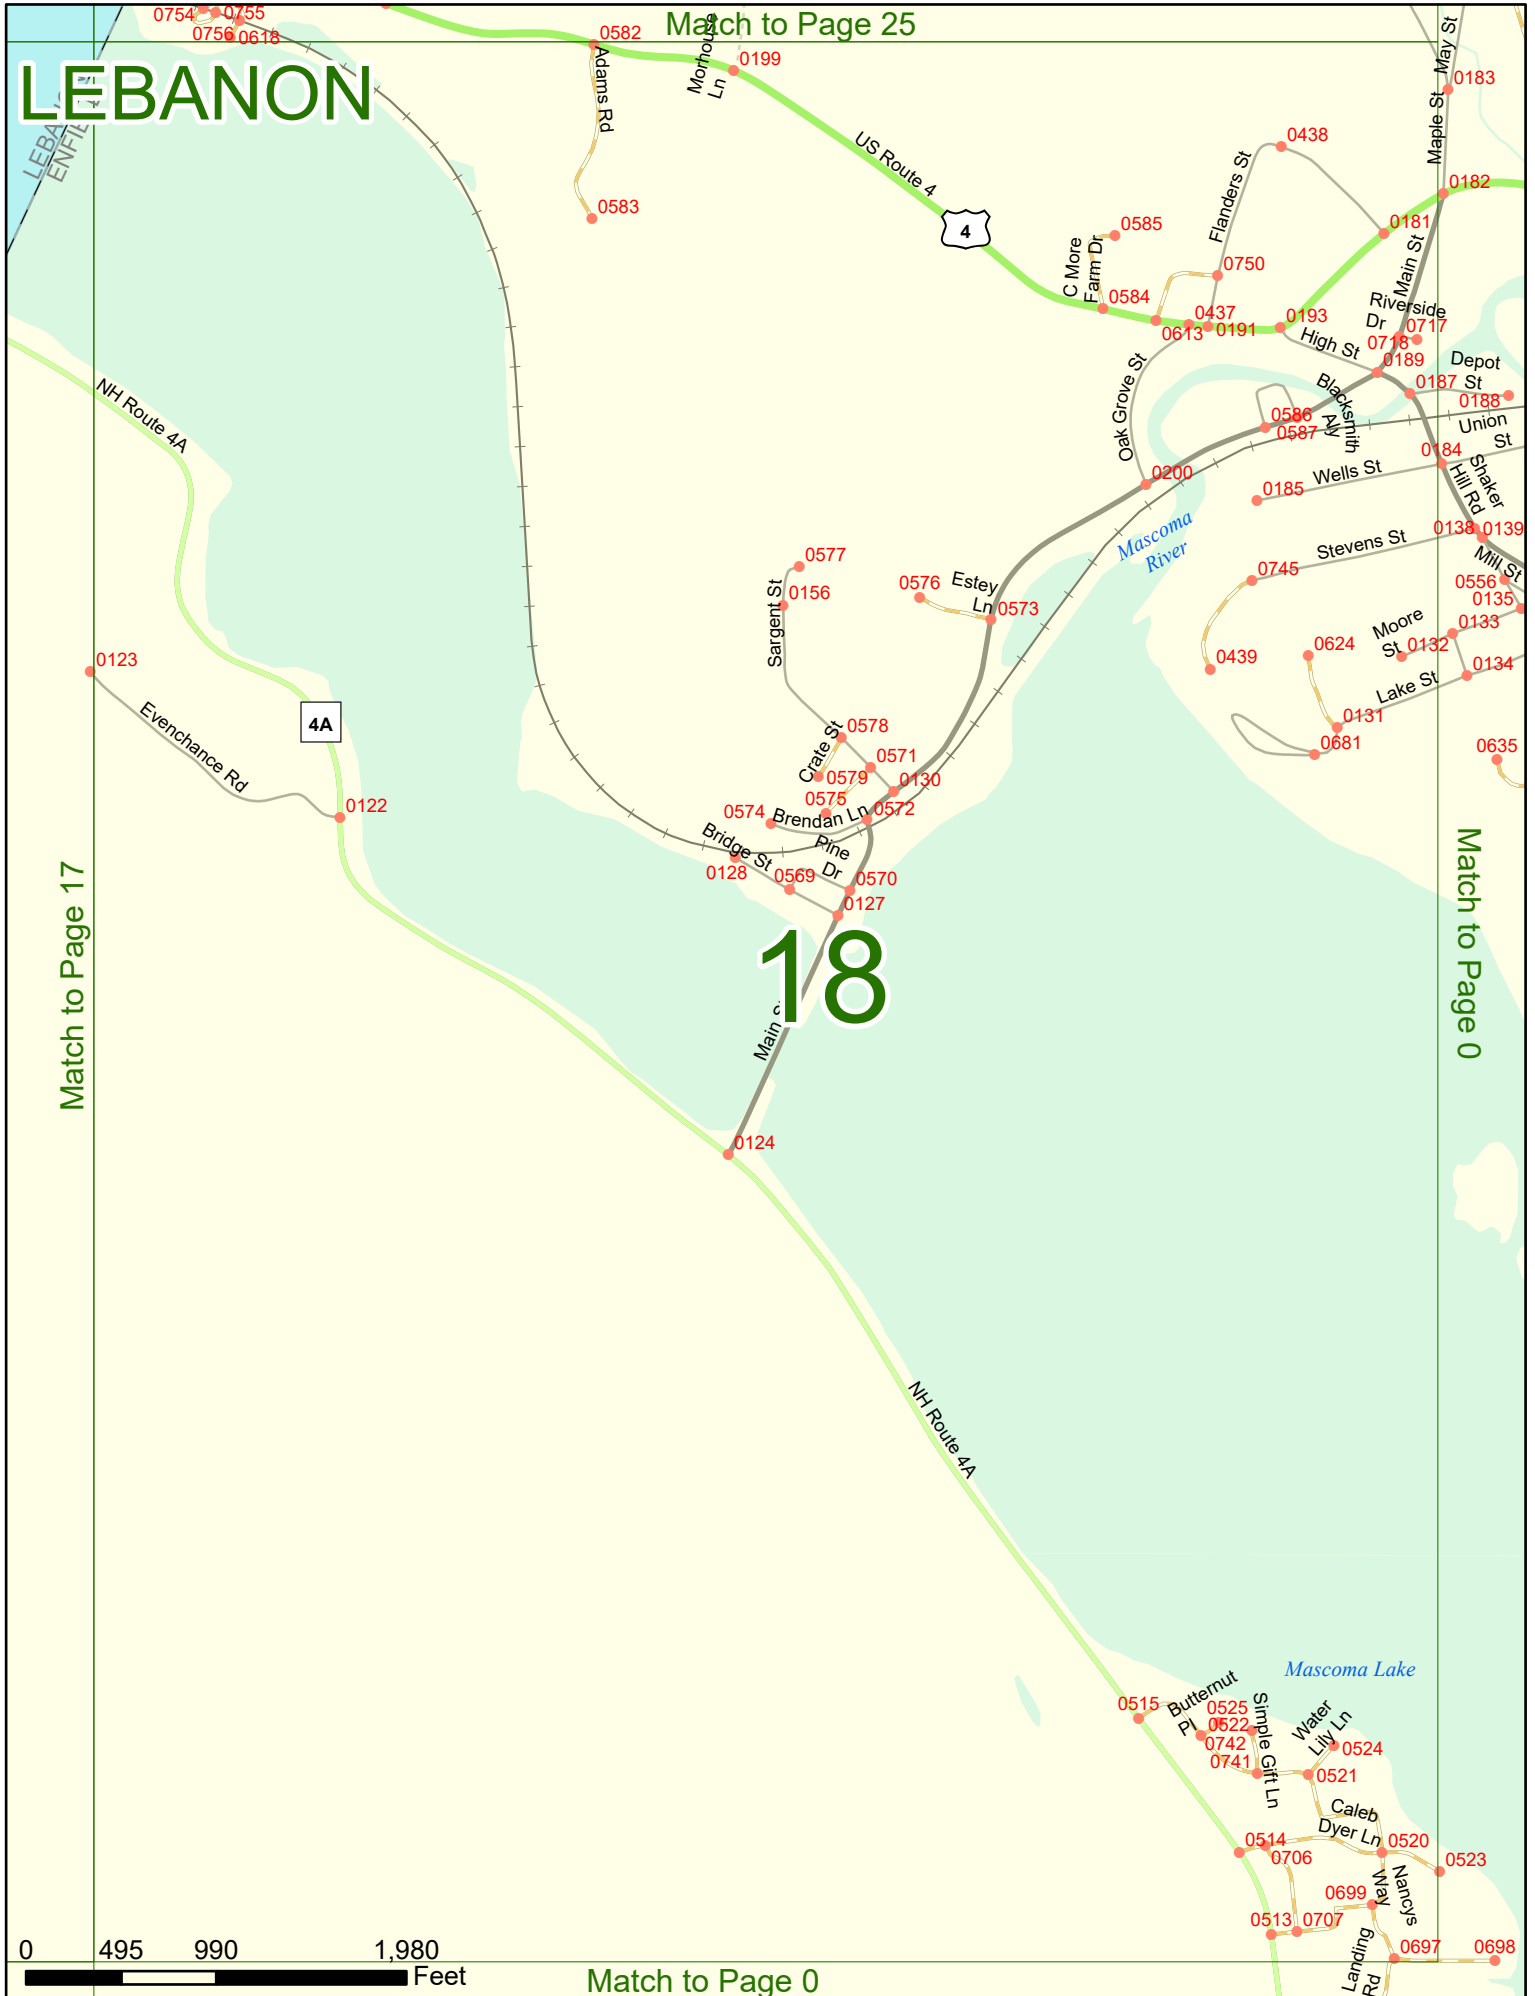 Match to Page 25
LEBANON
LEBANON
ENFIE
0754
0755
0756
0618
0582
Adams Rd
Morhouse
Ln
0199
0583
US Route 4
4
May St
0183
Maple St
0182
0438
Flanders St
0181
Main St
0585
C More
Farm Dr
0750
0584
0613
0437
0191
0193
Riverside
Dr
0717
0718
High St
0189
Depot
St
0187
0188
Oak Grove St
Blacksmith
Aly
0586
0587
Union
St
0184
Wells St
0185
0200
Shaker
Hill Rd
Mascoma
River
0138
0139
Stevens St
0745
Mill St
0556
0135
NH Route 4A
0577
0156
Sargent St
0576
Estey
Ln
0573
Moore
St
0132
0133
0624
0134
0439
Lake St
0131
0681
0635
0123
Evenchance Rd
4A
0122
0578
Crate St
0579
0571
0575
0130
0574
Brendan Ln
0572
Bridge St
Pine
Dr
0128
0569
0570
0127
18
Main S
0124
Match to Page 17
Match to Page 0
NH Route 4A
Mascoma Lake
0515
Butternut
Pl
0525
0522
0742
0741
Simple Gift Ln
Water
Lily Ln
0524
0521
Caleb
Dyer Ln
0514
0706
0520
0523
0699
Nancys
Way
0513
0707
Landing
Rd
0697
0698
0 495 990 1,980
Feet
Match to Page 0